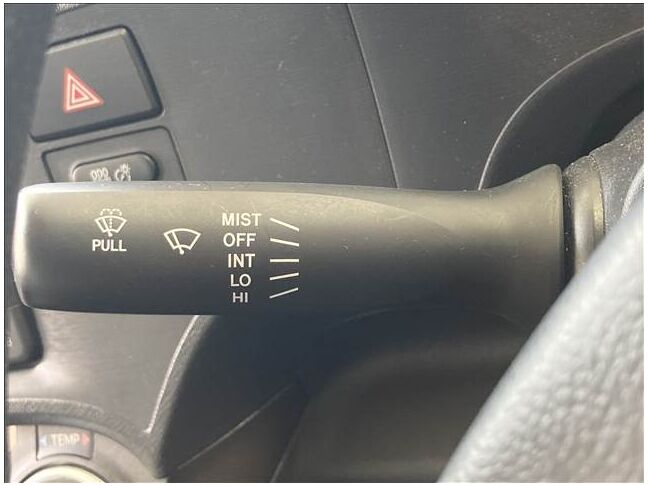 PULL
MIST
OFF
INT
LO
HI
TEMP